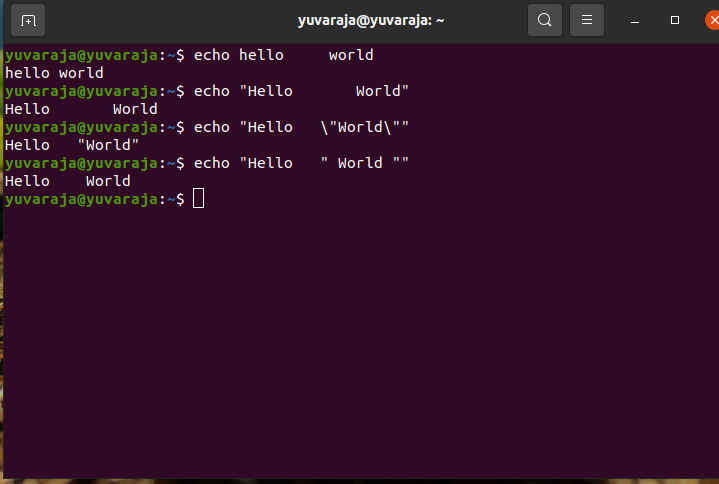 yuvaraja@yuvaraja: ~
yuvaraja@yuvaraja:~$ echo hello     world
hello world
yuvaraja@yuvaraja:~$ echo "Hello       World"
Hello       World
yuvaraja@yuvaraja:~$ echo "Hello   \"World\""
Hello   "World"
yuvaraja@yuvaraja:~$ echo "Hello   " World ""
Hello    World
yuvaraja@yuvaraja:~$